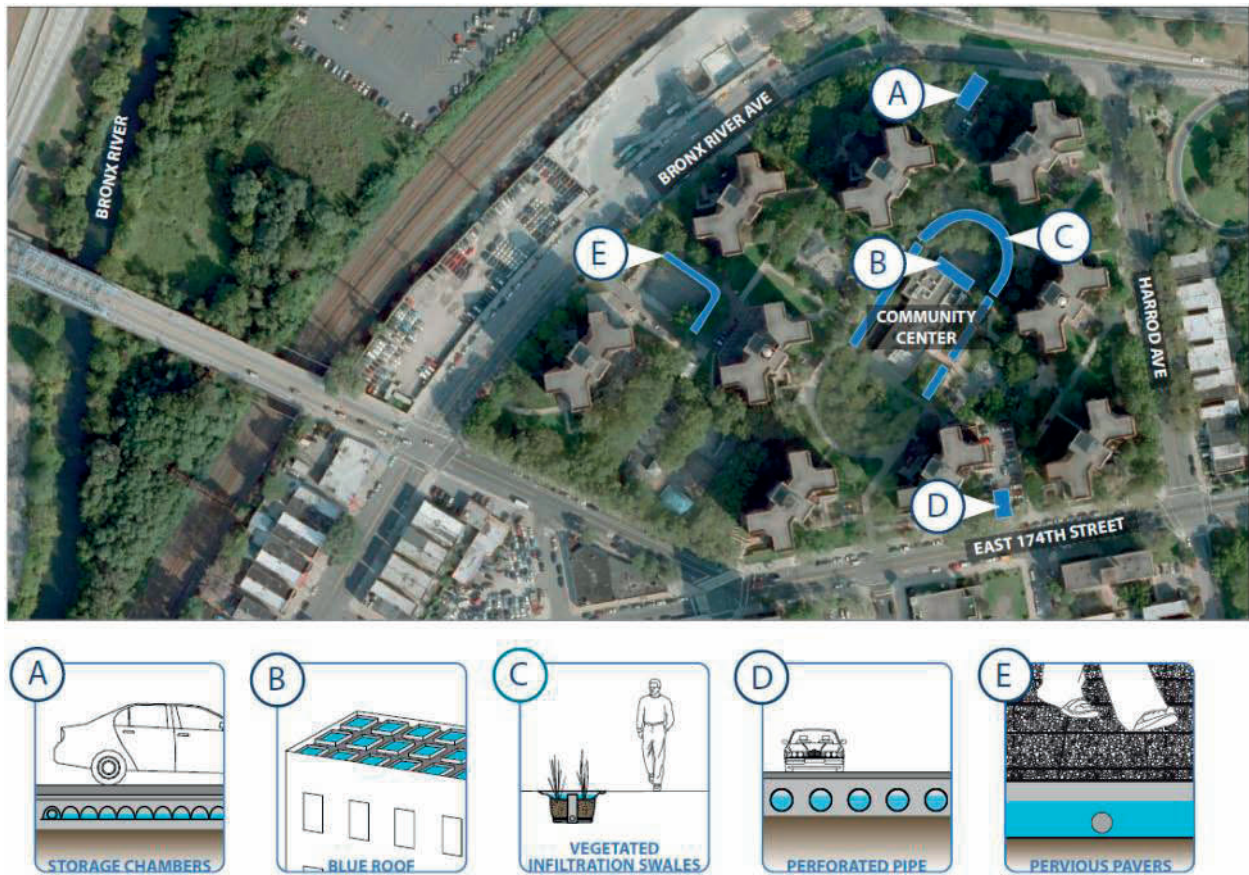 BRONX RIVER
BRONX RIVER AVE
A
E
B
C
COMMUNITY
CENTER
HARROD AVE
D
EAST 174TH STREET
A
STORAGE CHAMBERS
B
BLUE ROOF
C
VEGETATED
INFILTRATION SWALES
D
PERFORATED PIPE
E
PERVIOUS PAVERS